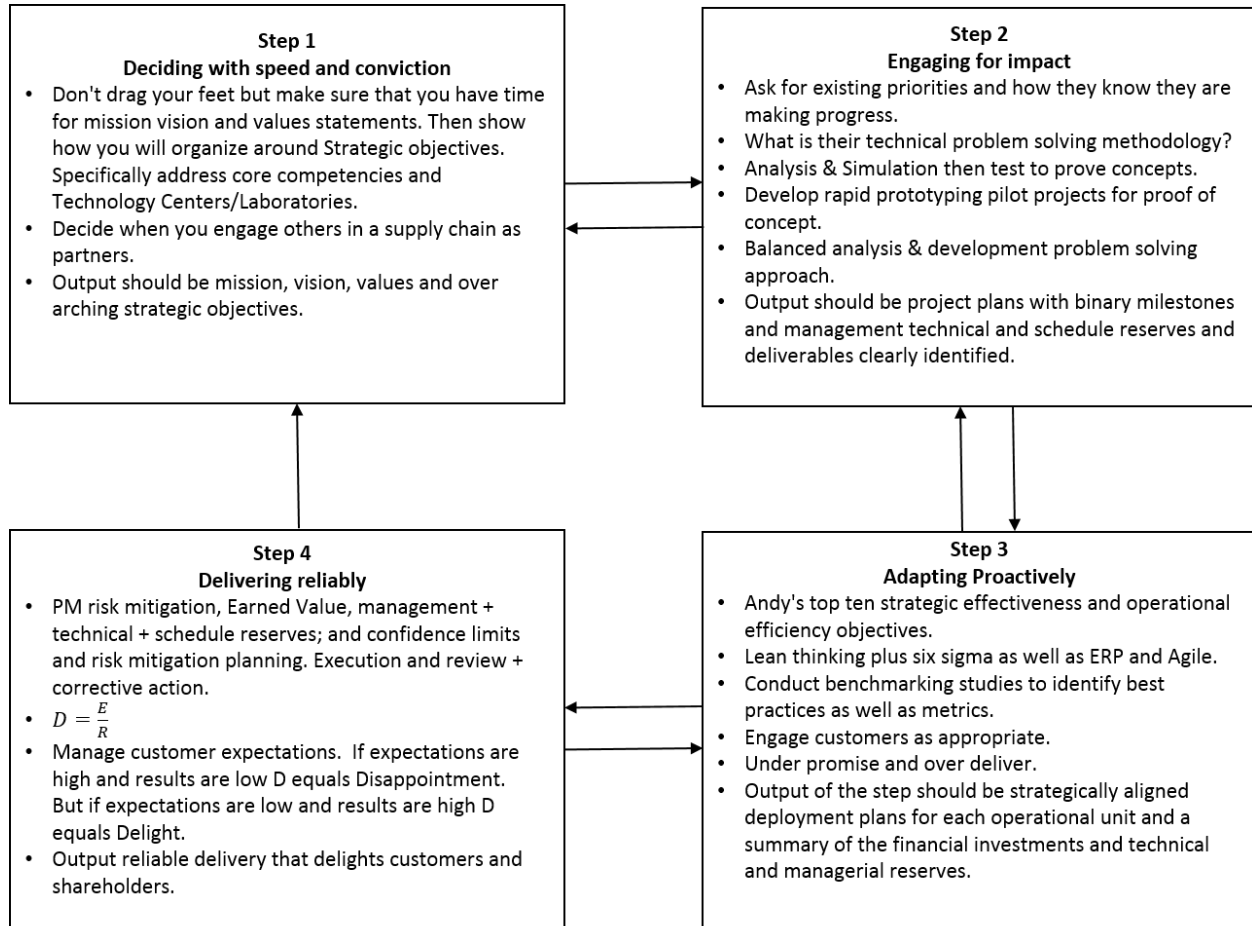 Step 1
Deciding with speed and conviction
• Don't drag your feet but make sure that you have time
for mission vision and values statements. Then show
how you will organize around Strategic objectives.
Specifically address core competencies and
Technology Centers/Laboratories.
• Decide when you engage others in a supply chain as
partners.
• Output should be mission, vision, values and over
arching strategic objectives.
Step 2
Engaging for impact
• Ask for existing priorities and how they know they are
making progress.
• What is their technical problem solving methodology?
• Analysis & Simulation then test to prove concepts.
• Develop rapid prototyping pilot projects for proof of
concept.
• Balanced analysis & development problem solving
approach.
• Output should be project plans with binary milestones
and management technical and schedule reserves and
deliverables clearly identified.
Step 3
Adapting Proactively
• Andy's top ten strategic effectiveness and operational
efficiency objectives.
• Lean thinking plus six sigma as well as ERP and Agile.
• Conduct benchmarking studies to identify best
practices as well as metrics.
• Engage customers as appropriate.
• Under promise and over deliver.
• Output of the step should be strategically aligned
deployment plans for each operational unit and a
summary of the financial investments and technical
and managerial reserves.
Step 4
Delivering reliably
• PM risk mitigation, Earned Value, management +
technical + schedule reserves; and confidence limits
and risk mitigation planning. Execution and review +
corrective action.
• D = E/R
• Manage customer expectations.  If expectations are
high and results are low D equals Disappointment.
But if expectations are low and results are high D
equals Delight.
• Output reliable delivery that delights customers and
shareholders.